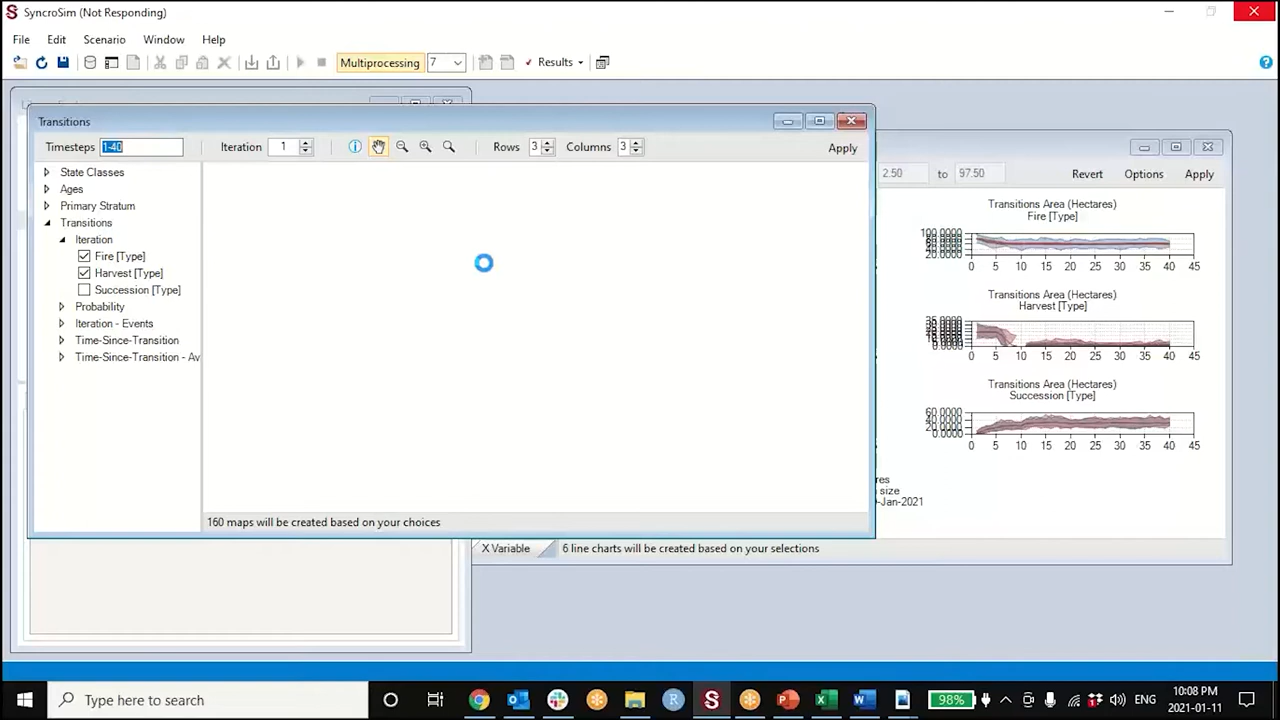 SyncroSim (Not Responding)
File Edit Scenario Window Help
Multiprocessing 7 Results
Transitions
Timesteps 1-40 Iteration 1 Rows 3 Columns 3 Apply
State Classes
Ages
Primary Stratum
Transitions
Iteration
Fire [Type]
Harvest [Type]
Succession [Type]
Probability
Iteration - Events
Time-Since-Transition
Time-Since-Transition - Av
160 maps will be created based on your choices
2.50 to 97.50 Revert Options Apply
Transitions Area (Hectares)
Fire [Type]
100.0000
20.0000
0 5 10 15 20 25 30 35 40 45
Transitions Area (Hectares)
Harvest [Type]
35.0000
0.0000
0 5 10 15 20 25 30 35 40 45
Transitions Area (Hectares)
Succession [Type]
60.0000
40.0000
20.0000
0.0000
0 5 10 15 20 25 30 35 40 45
res
size
-Jan-2021
X Variable 6 line charts will be created based on your selections
Type here to search
98% ENG
10:08 PM
2021-01-11